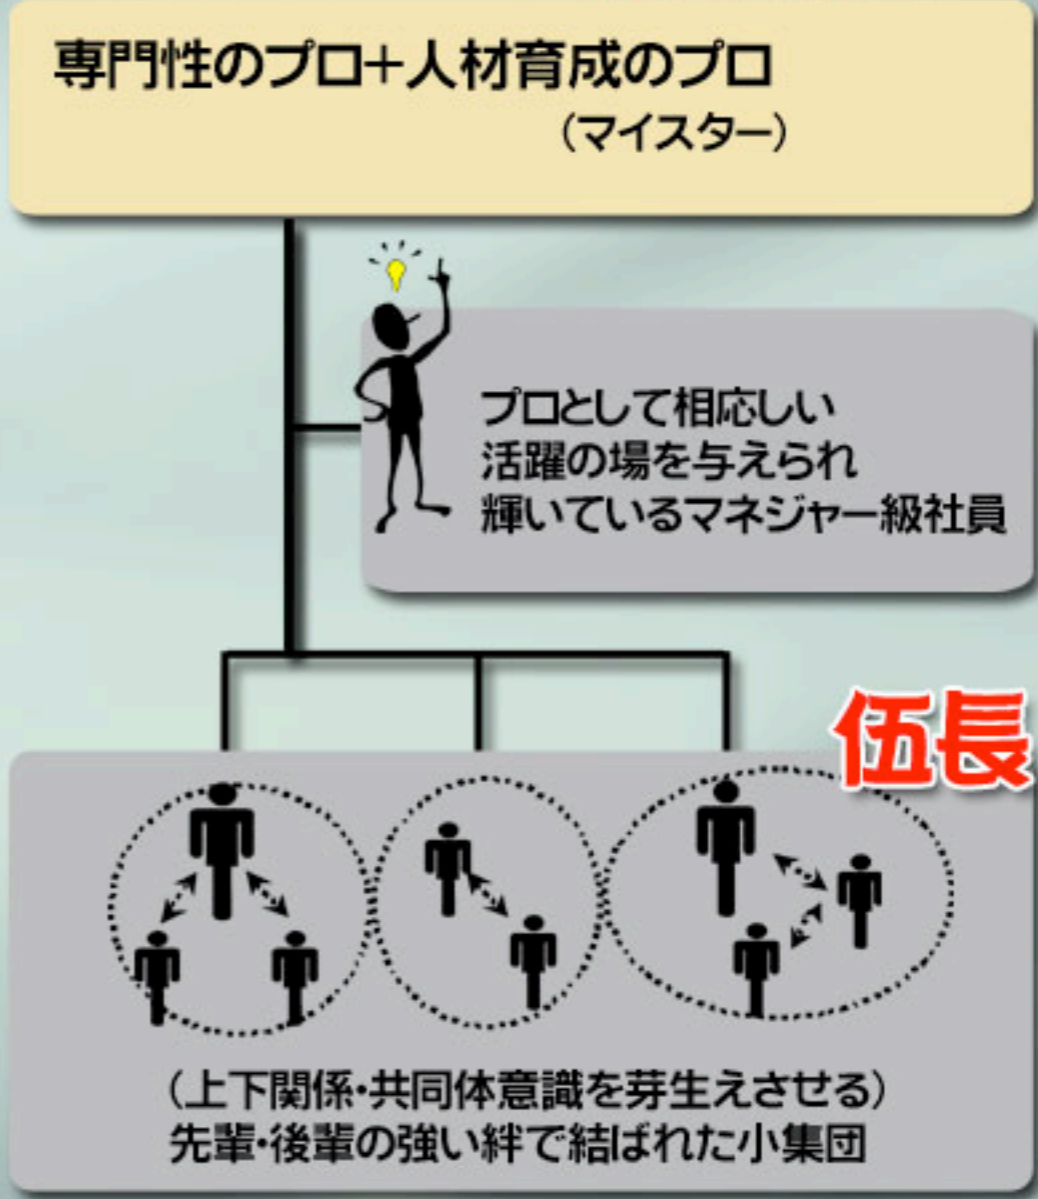 専門性のプロ＋人材育成のプロ
（マイスター）
プロとして相応しい
活躍の場を与えられ
輝いているマネジャー級社員
伍長
（上下関係・共同体意識を芽生えさせる）
先輩・後輩の強い絆で結ばれた小集団